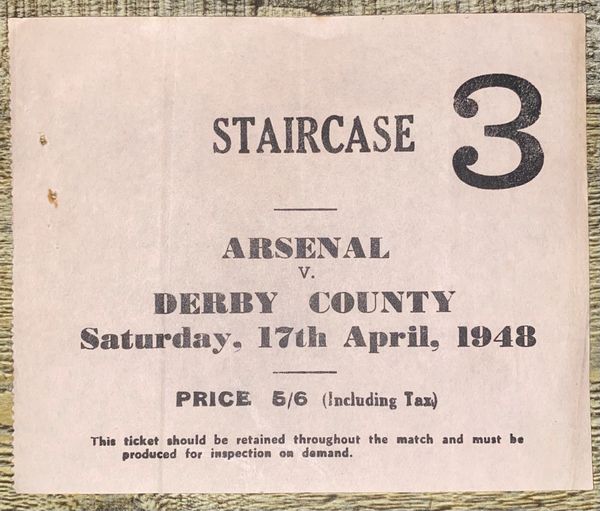 STAIRCASE 3
ARSENAL
V.
DERBY COUNTY
Saturday, 17th April, 1948
PRICE 5/6 (Including Tax)
This ticket should be retained throughout the match and must be
produced for inspection on demand.